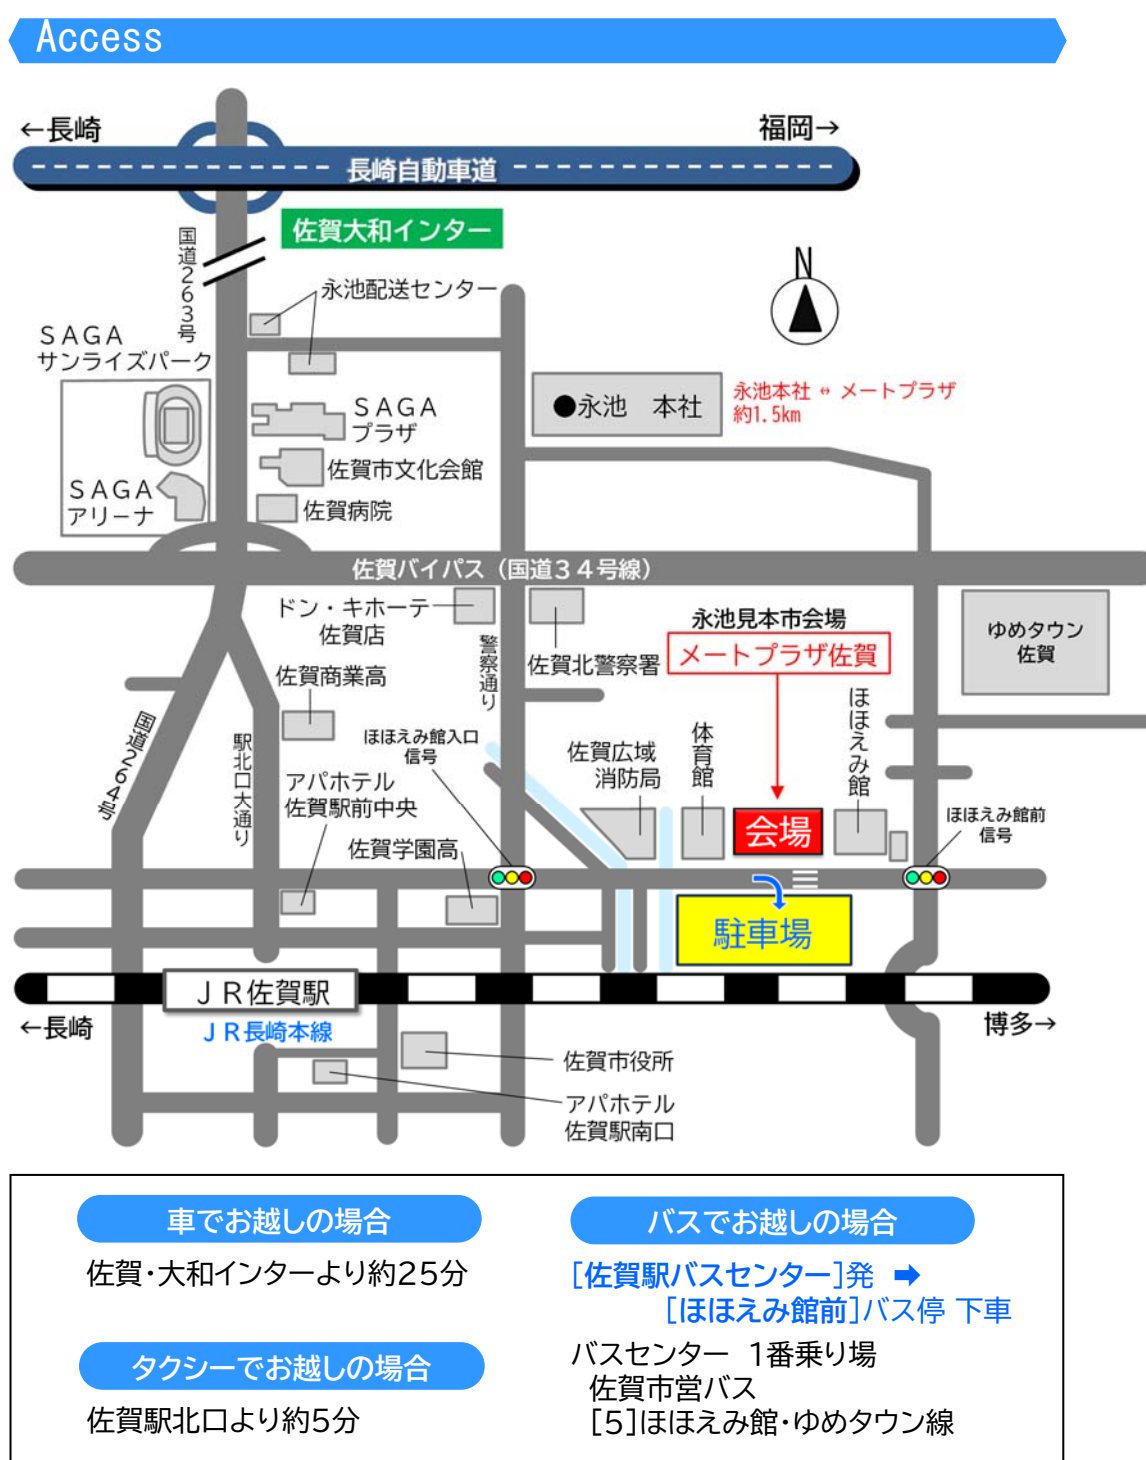 Access
←長崎
福岡→
長崎自動車道
佐賀大和インター
国道263号
永池配送センター
N
SAGA
サンライズパーク
●永池　本社
永池本社 ⇔ メートプラザ
約1.5km
SAGA
プラザ
佐賀市文化会館
SAGA
アリーナ
佐賀病院
佐賀バイパス（国道34号線）
ドン・キホーテ
佐賀店
警察通り
佐賀北警察署
永池見本市会場
メートプラザ佐賀
ゆめタウン
佐賀
佐賀商業高
国道264号
駅北口大通り
ほほえみ館入口
信号
佐賀広域
消防局
体育館
ほほえみ館
アパホテル
佐賀駅前中央
佐賀学園高
会場
ほほえみ館前
信号
駐車場
JR佐賀駅
←長崎
JR長崎本線
博多→
佐賀市役所
アパホテル
佐賀駅南口
車でお越しの場合
佐賀・大和インターより約25分
タクシーでお越しの場合
佐賀駅北口より約5分
バスでお越しの場合
[佐賀駅バスセンター]発 ➡
[ほほえみ館前]バス停 下車
バスセンター 1番乗り場
佐賀市営バス
[5]ほほえみ館・ゆめタウン線